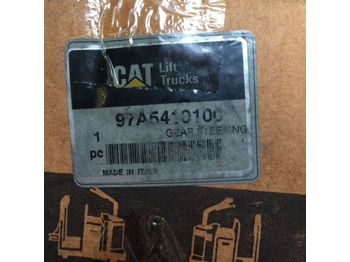 CAT Lift
Trucks
97A5410100
GEAR STEERING
1
pc
MADE IN ITALY